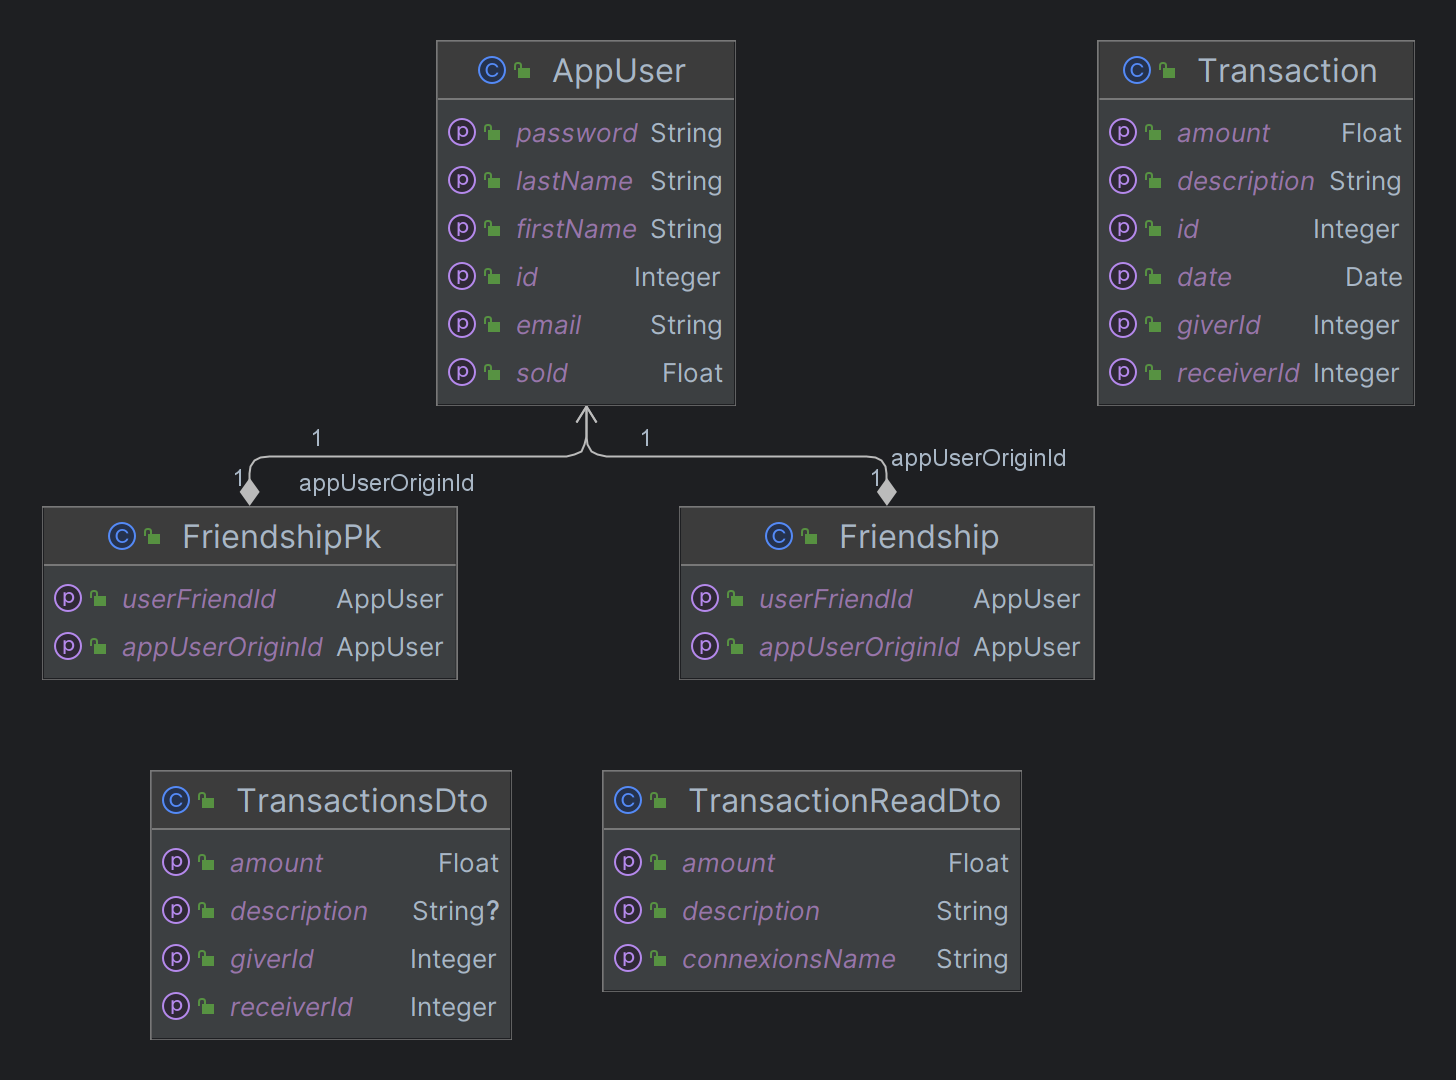 AppUser
password String
lastName String
firstName String
id Integer
email String
sold Float
Transaction
amount Float
description String
id Integer
date Date
giverId Integer
receiverId Integer
1
1
1
appUserOriginId
1
appUserOriginId
FriendshipPk
userFriendId AppUser
appUserOriginId AppUser
Friendship
userFriendId AppUser
appUserOriginId AppUser
TransactionsDto
amount Float
description String?
giverId Integer
receiverId Integer
TransactionReadDto
amount Float
description String
connexionsName String